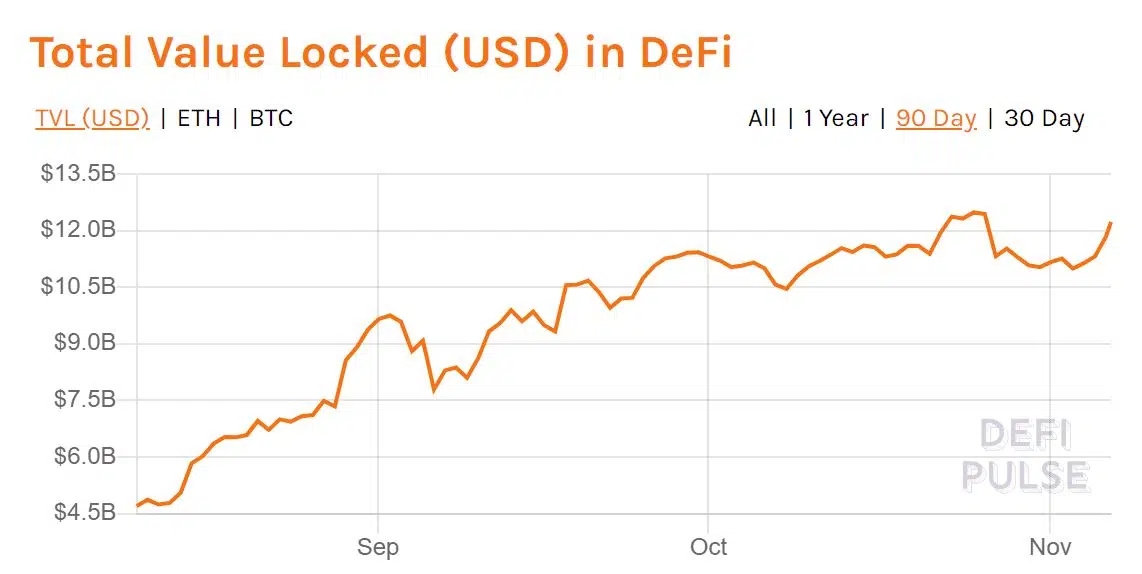 Total Value Locked (USD) in DeFi
TVL (USD) | ETH | BTC
All | 1 Year | 90 Day | 30 Day
$13.5B
$12.0B
$10.5B
$9.0B
$7.5B
$6.0B
$4.5B
DEFI
PULSE
Sep
Oct
Nov